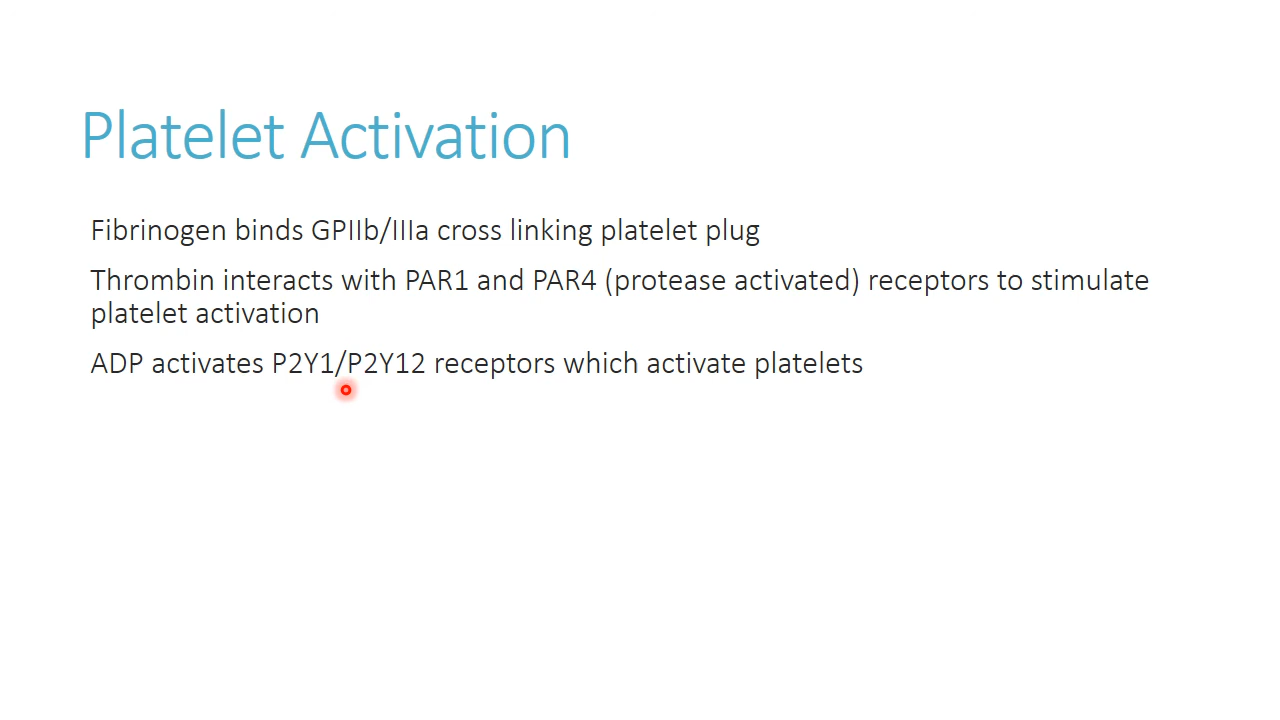 Platelet Activation
Fibrinogen binds GPIIb/IIIa cross linking platelet plug
Thrombin interacts with PAR1 and PAR4 (protease activated) receptors to stimulate
platelet activation
ADP activates P2Y1/P2Y12 receptors which activate platelets